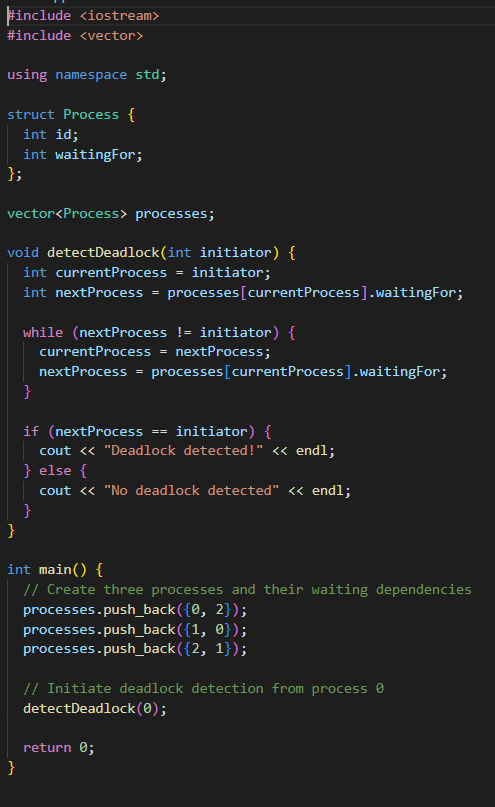 #include <iostream>
#include <vector>
using namespace std;
struct Process {
int id;
int waitingFor;
};
vector<Process> processes;
void detectDeadlock(int initiator) {
int currentProcess = initiator;
int nextProcess = processes[currentProcess].waitingFor;
while (nextProcess != initiator) {
currentProcess = nextProcess;
nextProcess = processes[currentProcess].waitingFor;
}
if (nextProcess == initiator) {
cout << "Deadlock detected!" << endl;
} else {
cout << "No deadlock detected" << endl;
}
}
int main() {
// Create three processes and their waiting dependencies
processes.push_back({0, 2});
processes.push_back({1, 0});
processes.push_back({2, 1});
// Initiate deadlock detection from process 0
detectDeadlock(0);
return 0;
}